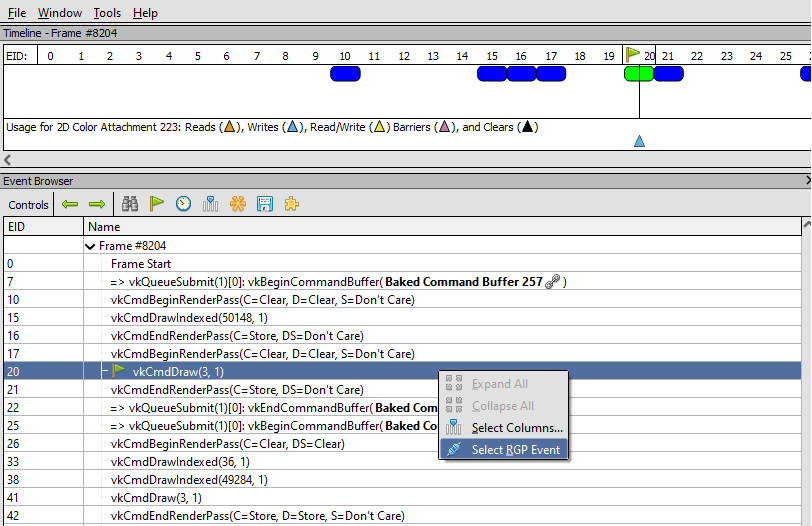 File Window Tools Help
Timeline - Frame #8204
EID: 0 1 2 3 4 5 6 7 8 9 10 11 12 13 14 15 16 17 18 19 20 21 22 23 24 25
Usage for 2D Color Attachment 223: Reads ( ), Writes ( ), Read/Write ( ) Barriers ( ), and Clears ( )
Event Browser
Controls
EID Name
Frame #8204
0 Frame Start
7 => vkQueueSubmit(1)[0]: vkBeginCommandBuffer( Baked Command Buffer 257 )
10 vkCmdBeginRenderPass(C=Clear, D=Clear, S=Don't Care)
15 vkCmdDrawIndexed(50148, 1)
16 vkCmdEndRenderPass(C=Store, DS=Don't Care)
17 vkCmdBeginRenderPass(C=Clear, D=Clear, S=Don't Care)
20 vkCmdDraw(3, 1)
21 vkCmdEndRenderPass(C=Store, DS=Don't Care)
Expand All
22 => vkQueueSubmit(1)[0]: vkEndCommandBuffer( Baked Com
Collapse All
25 => vkQueueSubmit(1)[0]: vkBeginCommandBuffer( Baked Co
Select Columns...
26 vkCmdBeginRenderPass(C=Clear, DS=Clear)
Select RGP Event
33 vkCmdDrawIndexed(36, 1)
38 vkCmdDrawIndexed(49284, 1)
41 vkCmdDraw(3, 1)
42 vkCmdEndRenderPass(C=Store, D=Store, S=Don't Care)